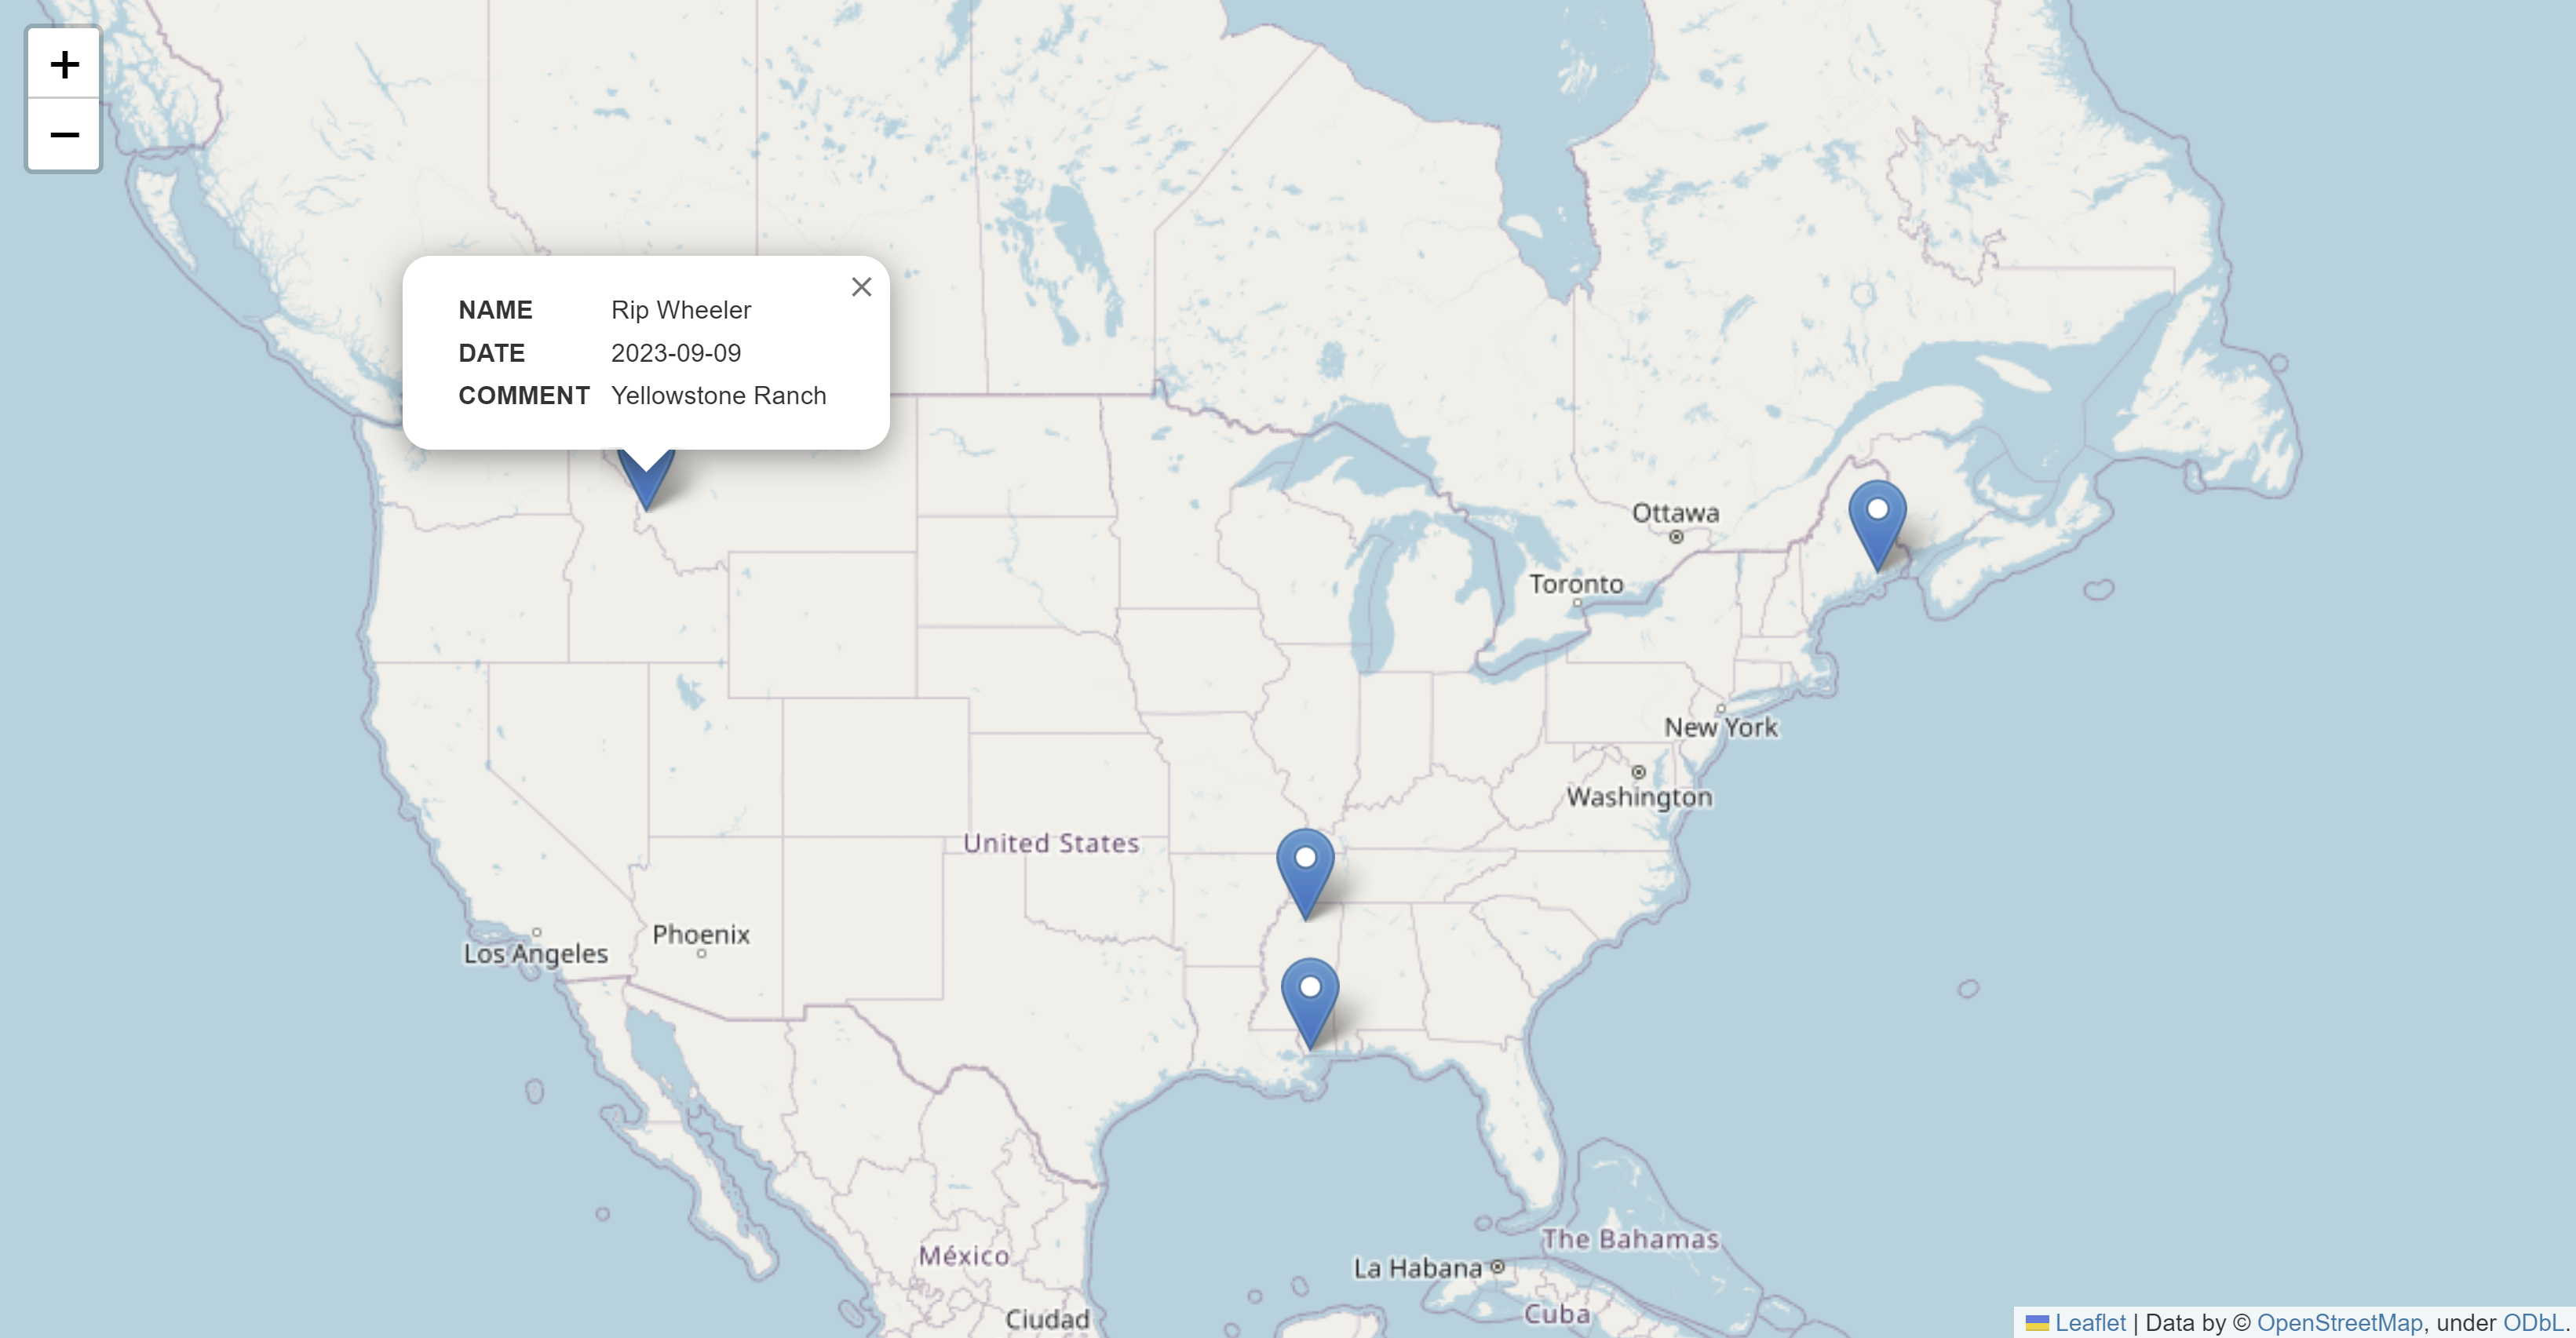 +
−
NAME Rip Wheeler
DATE 2023-09-09
COMMENT Yellowstone Ranch
Ottawa
Toronto
New York
Washington
United States
Los Angeles
Phoenix
México
Ciudad
The Bahamas
La Habana
Cuba
Leaflet | Data by © OpenStreetMap, under ODbL.